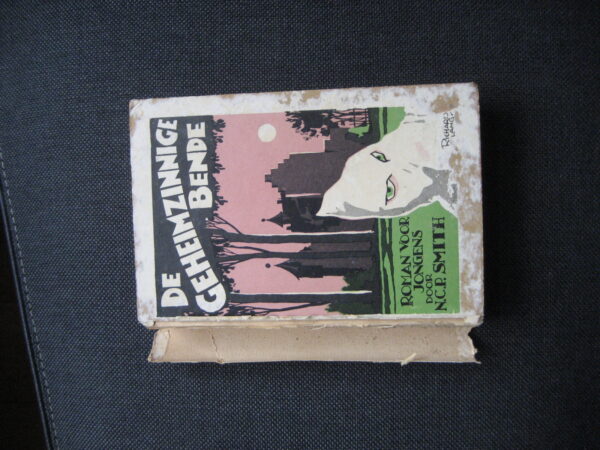 DE
GEHEIMZINNIGE
BENDE
ROMAN VOOR
JONGENS
DOOR
N.C.P. SMITH